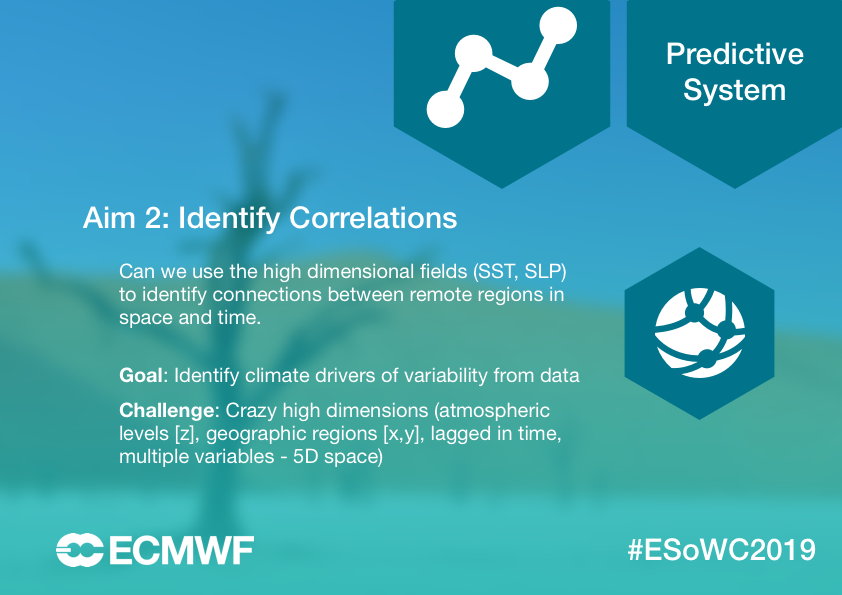 Predictive
System
Aim 2: Identify Correlations
Can we use the high dimensional fields (SST, SLP)
to identify connections between remote regions in
space and time.
Goal: Identify climate drivers of variability from data
Challenge: Crazy high dimensions (atmospheric
levels [z], geographic regions [x,y], lagged in time,
multiple variables - 5D space)
ECMWF
#ESoWC2019